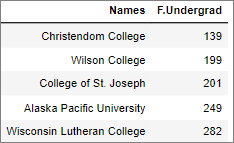 Names F.Undergrad
Christendom College 139
Wilson College 199
College of St. Joseph 201
Alaska Pacific University 249
Wisconsin Lutheran College 282